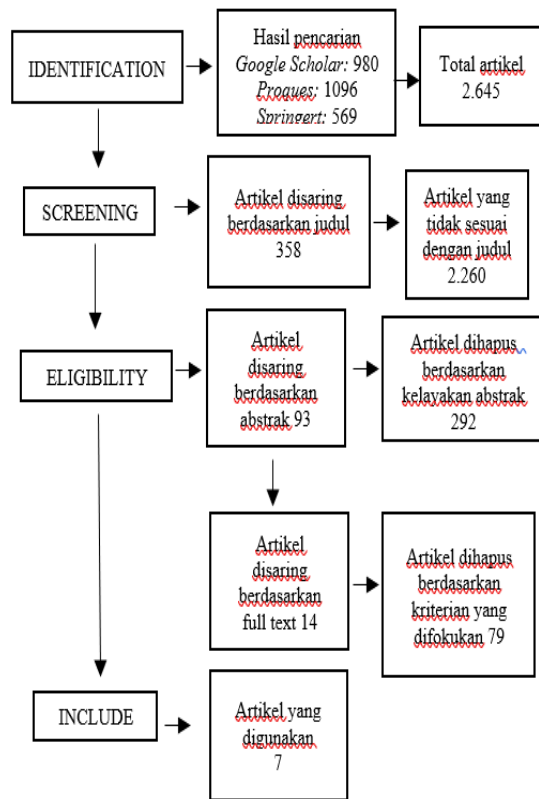 IDENTIFICATION
Hasil pencarian
Google Scholar: 980
Proques: 1096
Springert: 569
Total artikel
2.645
SCREENING
Artikel disaring
berdasarkan judul
358
Artikel yang
tidak sesuai
dengan judul
2.260
ELIGIBILITY
Artikel
disaring
berdasarkan
abstrak 93
Artikel dihapus
berdasarkan
kelayakan abstrak
292
Artikel
disaring
berdasarkan
full text 14
Artikel dihapus
berdasarkan
kriterian yang
difokukan 79
INCLUDE
Artikel yang
digunakan
7